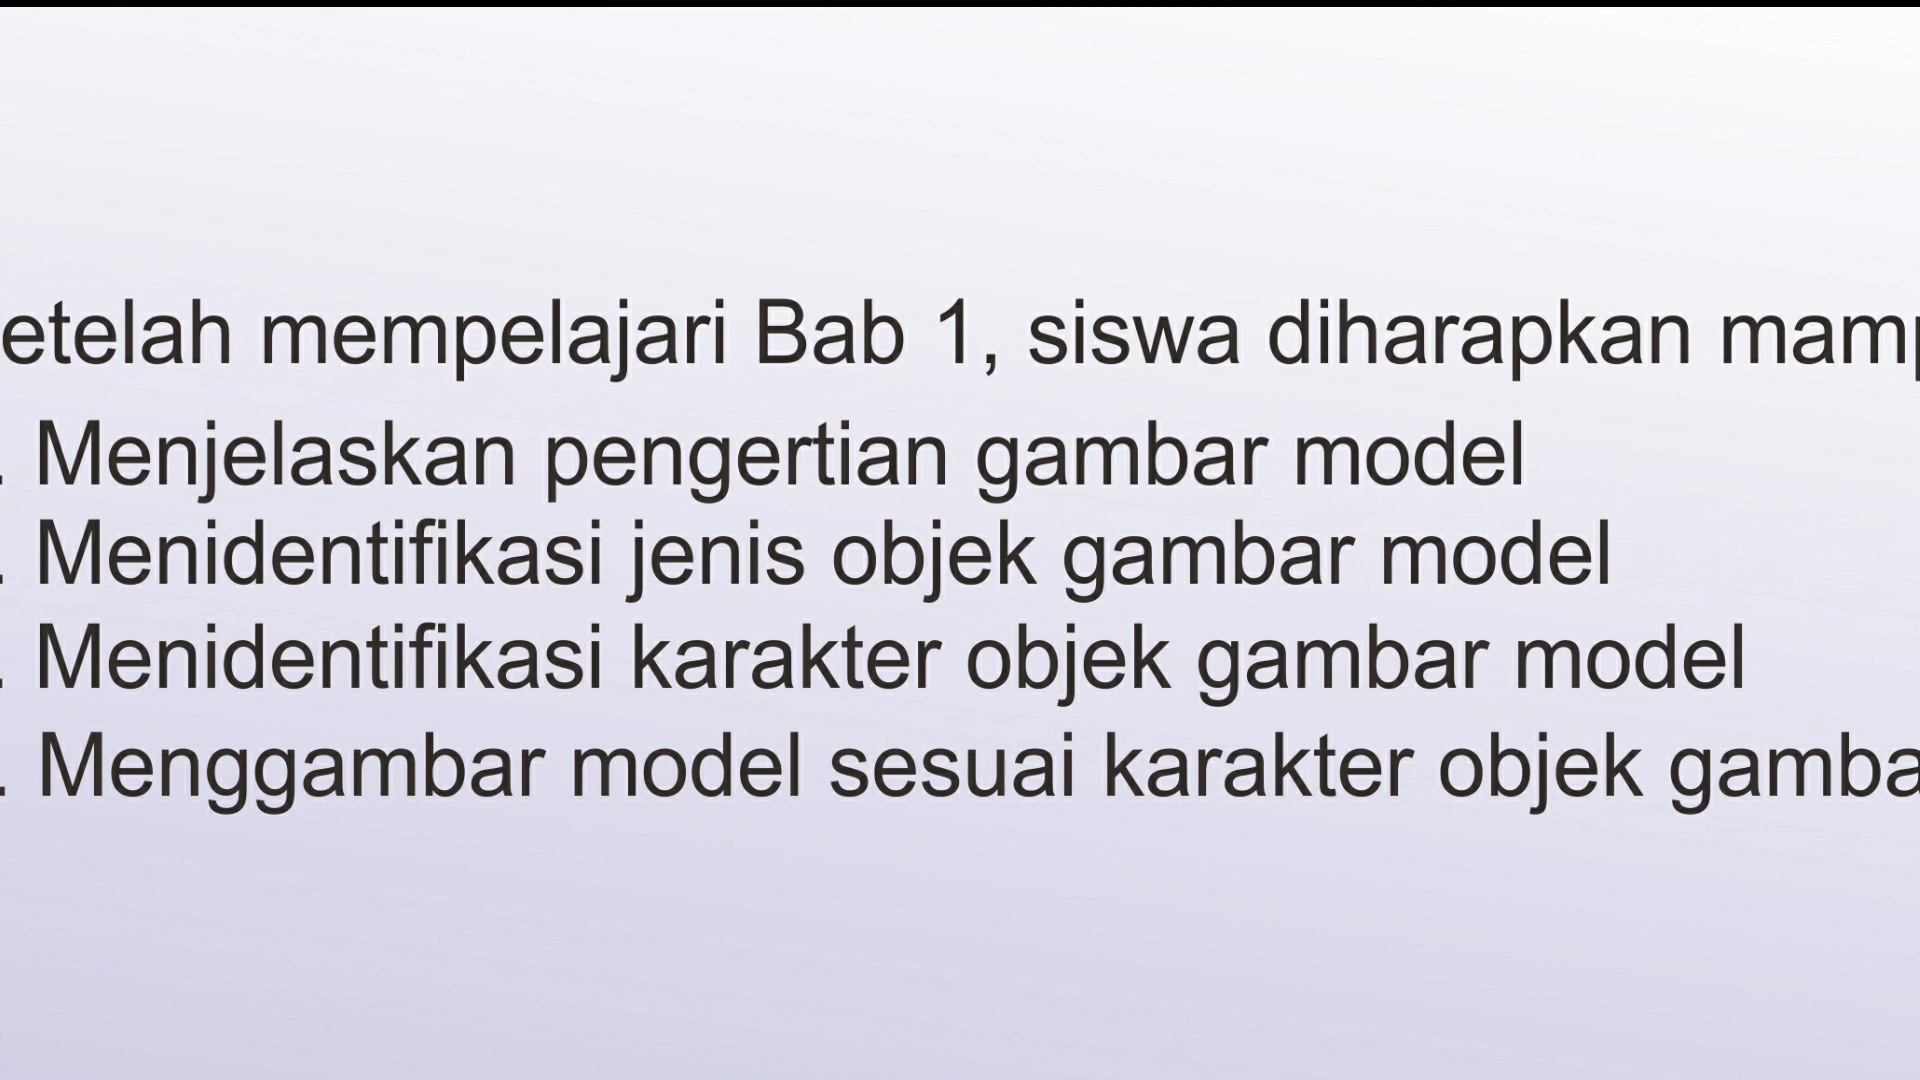 etelah mempelajari Bab 1, siswa diharapkan mamp
. Menjelaskan pengertian gambar model
. Menidentifikasi jenis objek gambar model
. Menidentifikasi karakter objek gambar model
. Menggambar model sesuai karakter objek gamba